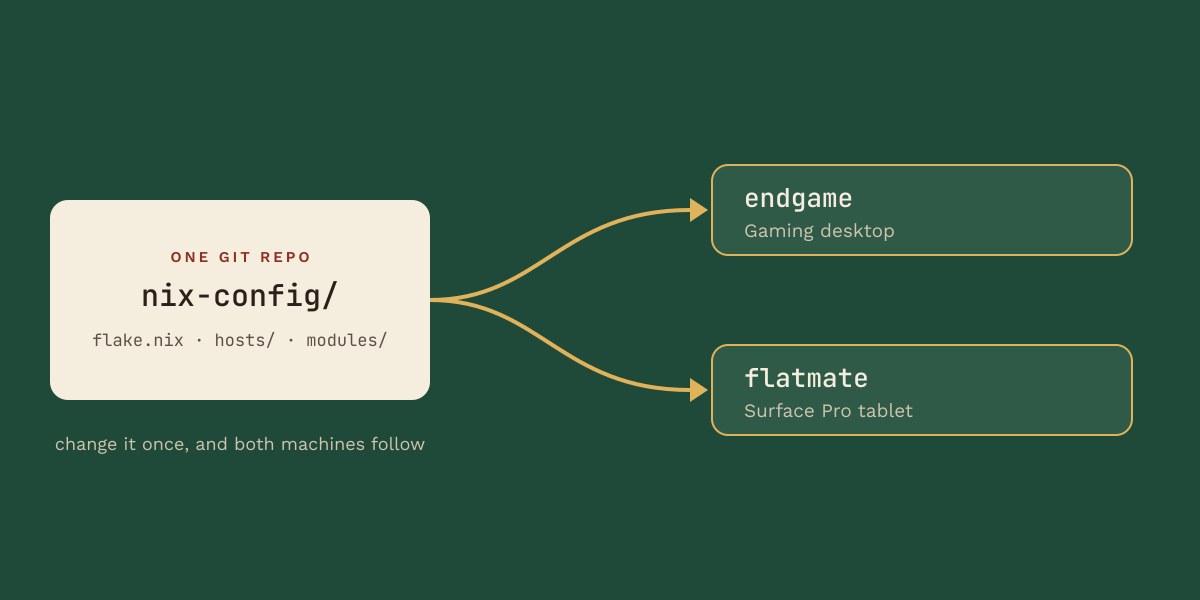 ONE GIT REPO
nix-config/
flake.nix · hosts/ · modules/
change it once, and both machines follow
endgame
Gaming desktop
flatmate
Surface Pro tablet